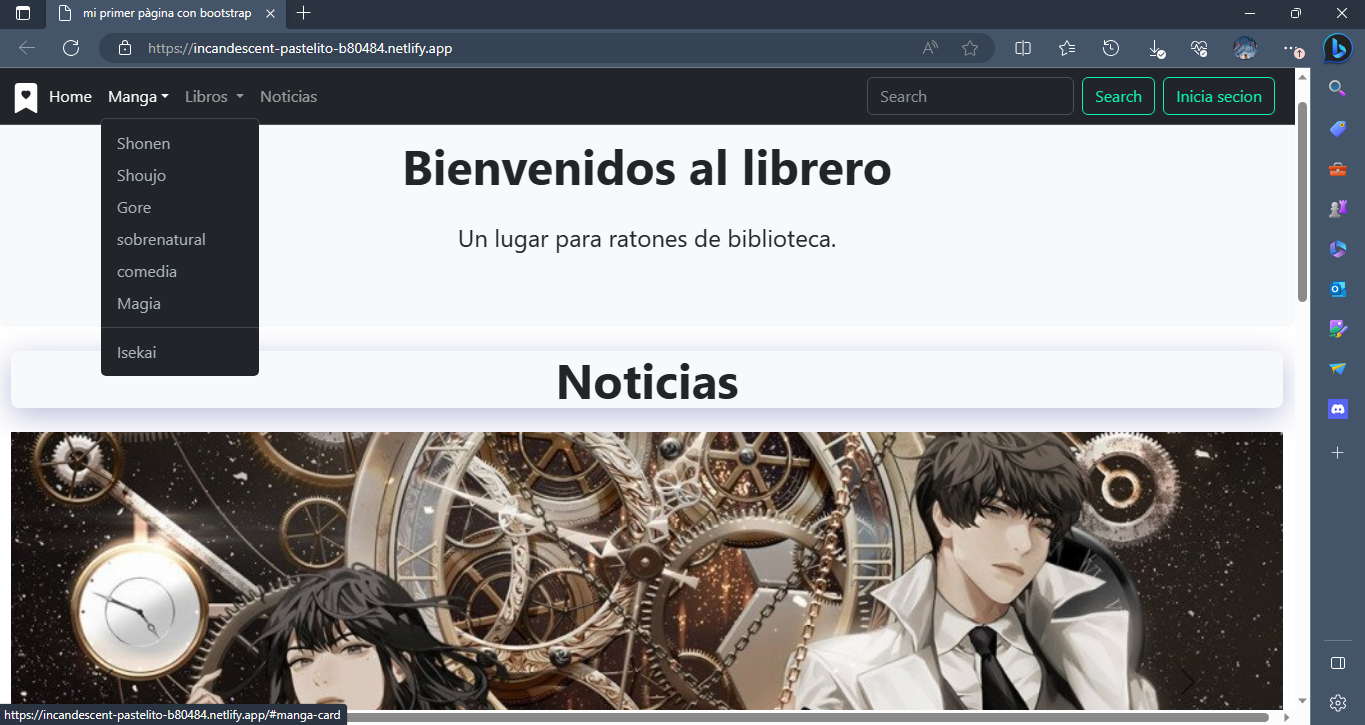 mi primer pàgina con bootstrap
https://incandescent-pastelito-b80484.netlify.app
Home Manga Libros Noticias Search Search Inicia secion
Shonen
Shoujo
Gore
sobrenatural
comedia
Magia
Isekai
Bienvenidos al librero
Un lugar para ratones de biblioteca.
Noticias
https://incandescent-pastelito-b80484.netlify.app/#manga-card